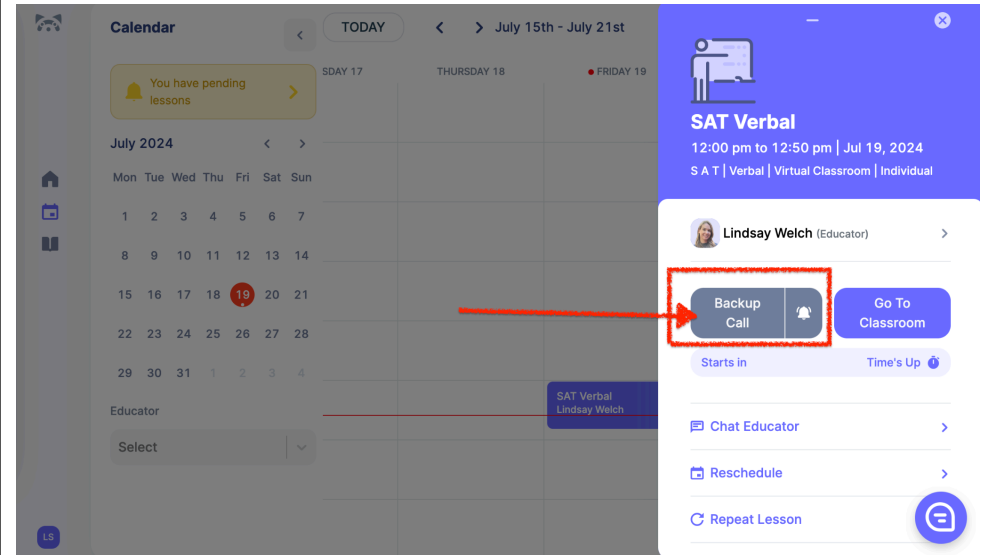 Calendar
TODAY
July 15th - July 21st
You have pending
lessons
SDAY 17
THURSDAY 18
FRIDAY 19
July 2024
Mon Tue Wed Thu Fri Sat Sun
1 2 3 4 5 6 7
8 9 10 11 12 13 14
15 16 17 18 19 20 21
22 23 24 25 26 27 28
29 30 31 1 2 3 4
Educator
Select
SAT Verbal
Lindsay Welch
LS
SAT Verbal
12:00 pm to 12:50 pm | Jul 19, 2024
S A T | Verbal | Virtual Classroom | Individual
Lindsay Welch (Educator)
Backup
Call
Go To
Classroom
Starts in Time's Up
Chat Educator
Reschedule
Repeat Lesson